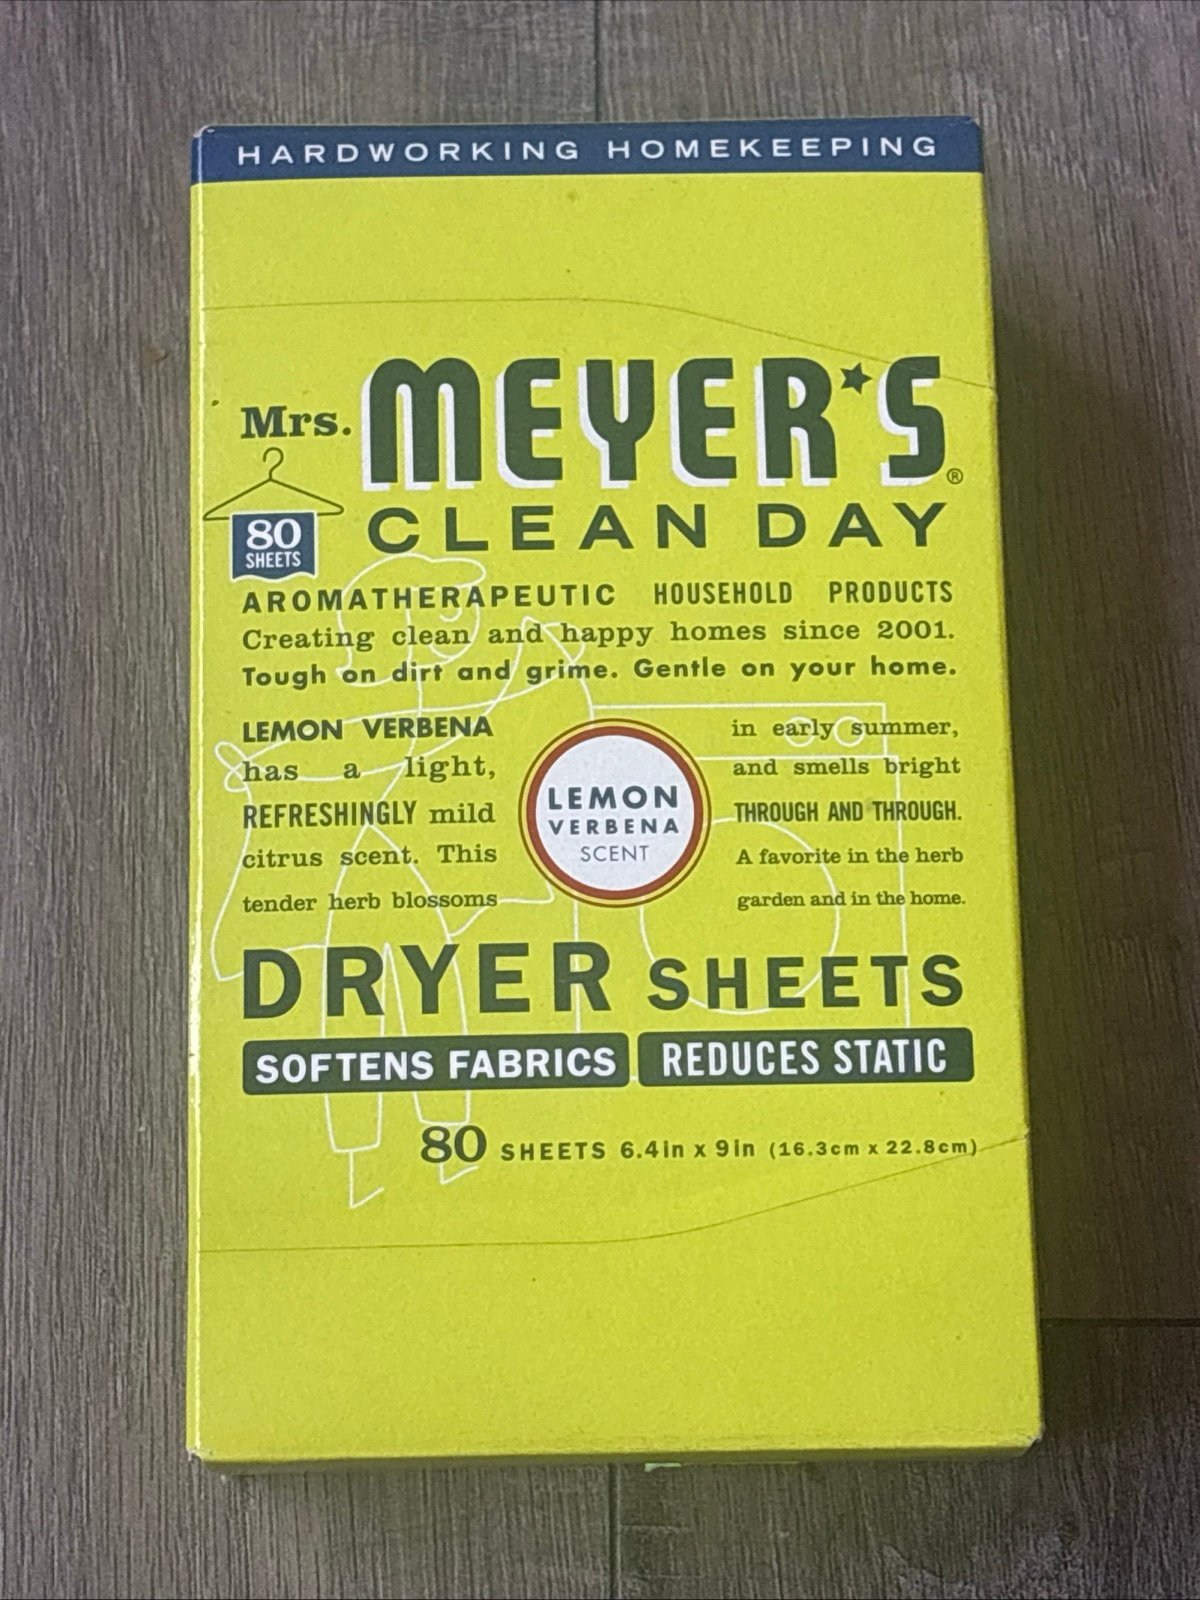 HARDWORKING HOMEKEEPING
Mrs. MEYER'S®
CLEAN DAY
80
SHEETS
AROMATHERAPEUTIC HOUSEHOLD PRODUCTS
Creating clean and happy homes since 2001.
Tough on dirt and grime. Gentle on your home.
LEMON VERBENA
has a light,
REFRESHINGLY mild
citrus scent. This
tender herb blossoms
LEMON
VERBENA
SCENT
in early summer,
and smells bright
THROUGH AND THROUGH.
A favorite in the herb
garden and in the home.
DRYER SHEETS
SOFTENS FABRICS REDUCES STATIC
80 SHEETS 6.4in x 9in (16.3cm x 22.8cm)